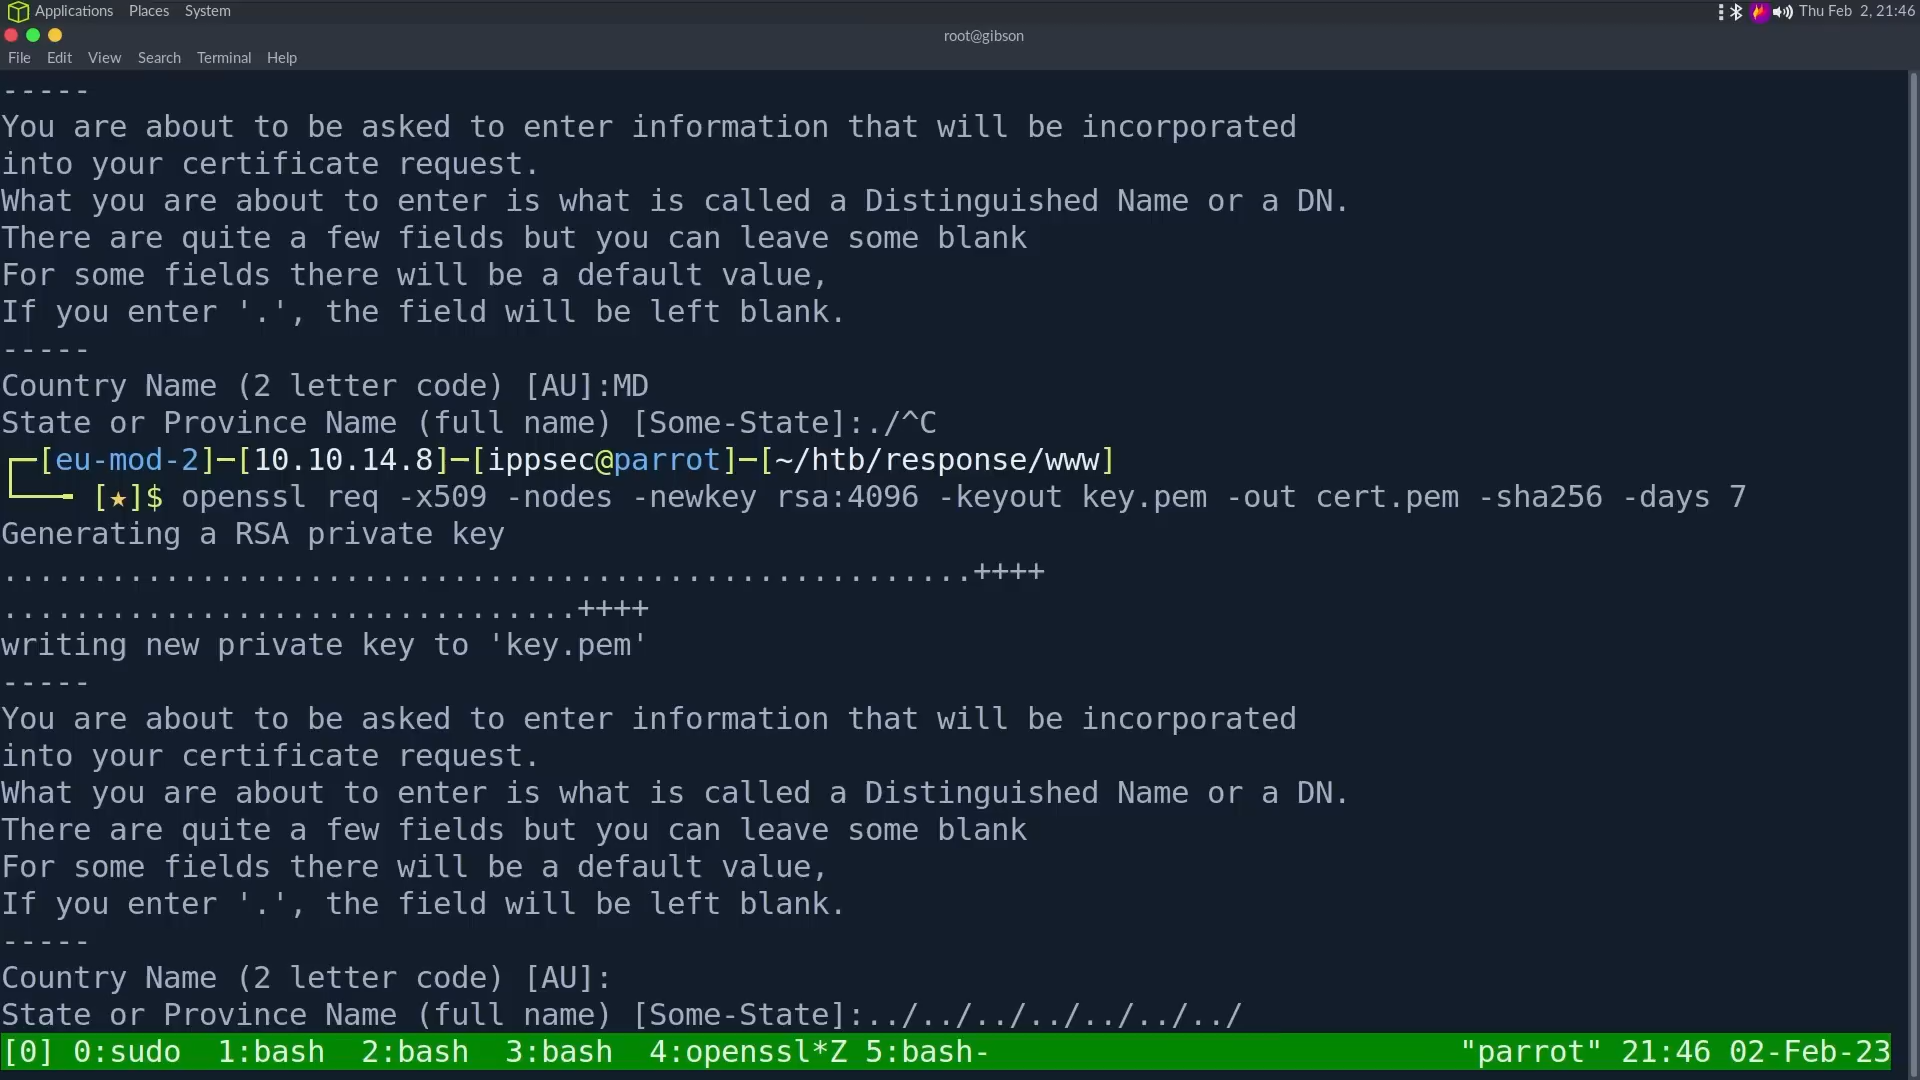 Applications Places System
Thu Feb 2, 21:46
root@gibson
File Edit View Search Terminal Help
-----
You are about to be asked to enter information that will be incorporated
into your certificate request.
What you are about to enter is what is called a Distinguished Name or a DN.
There are quite a few fields but you can leave some blank
For some fields there will be a default value,
If you enter '.', the field will be left blank.
-----
Country Name (2 letter code) [AU]:MD
State or Province Name (full name) [Some-State]:./^C
┌─[eu-mod-2]─[10.10.14.8]─[ippsec@parrot]─[~/htb/response/www]
└──╼ [★]$ openssl req -x509 -nodes -newkey rsa:4096 -keyout key.pem -out cert.pem -sha256 -days 7
Generating a RSA private key
......................................................++++
................................++++
writing new private key to 'key.pem'
-----
You are about to be asked to enter information that will be incorporated
into your certificate request.
What you are about to enter is what is called a Distinguished Name or a DN.
There are quite a few fields but you can leave some blank
For some fields there will be a default value,
If you enter '.', the field will be left blank.
-----
Country Name (2 letter code) [AU]:
State or Province Name (full name) [Some-State]:../../../../../../../
[0] 0:sudo  1:bash  2:bash  3:bash  4:openssl*Z 5:bash- "parrot" 21:46 02-Feb-23